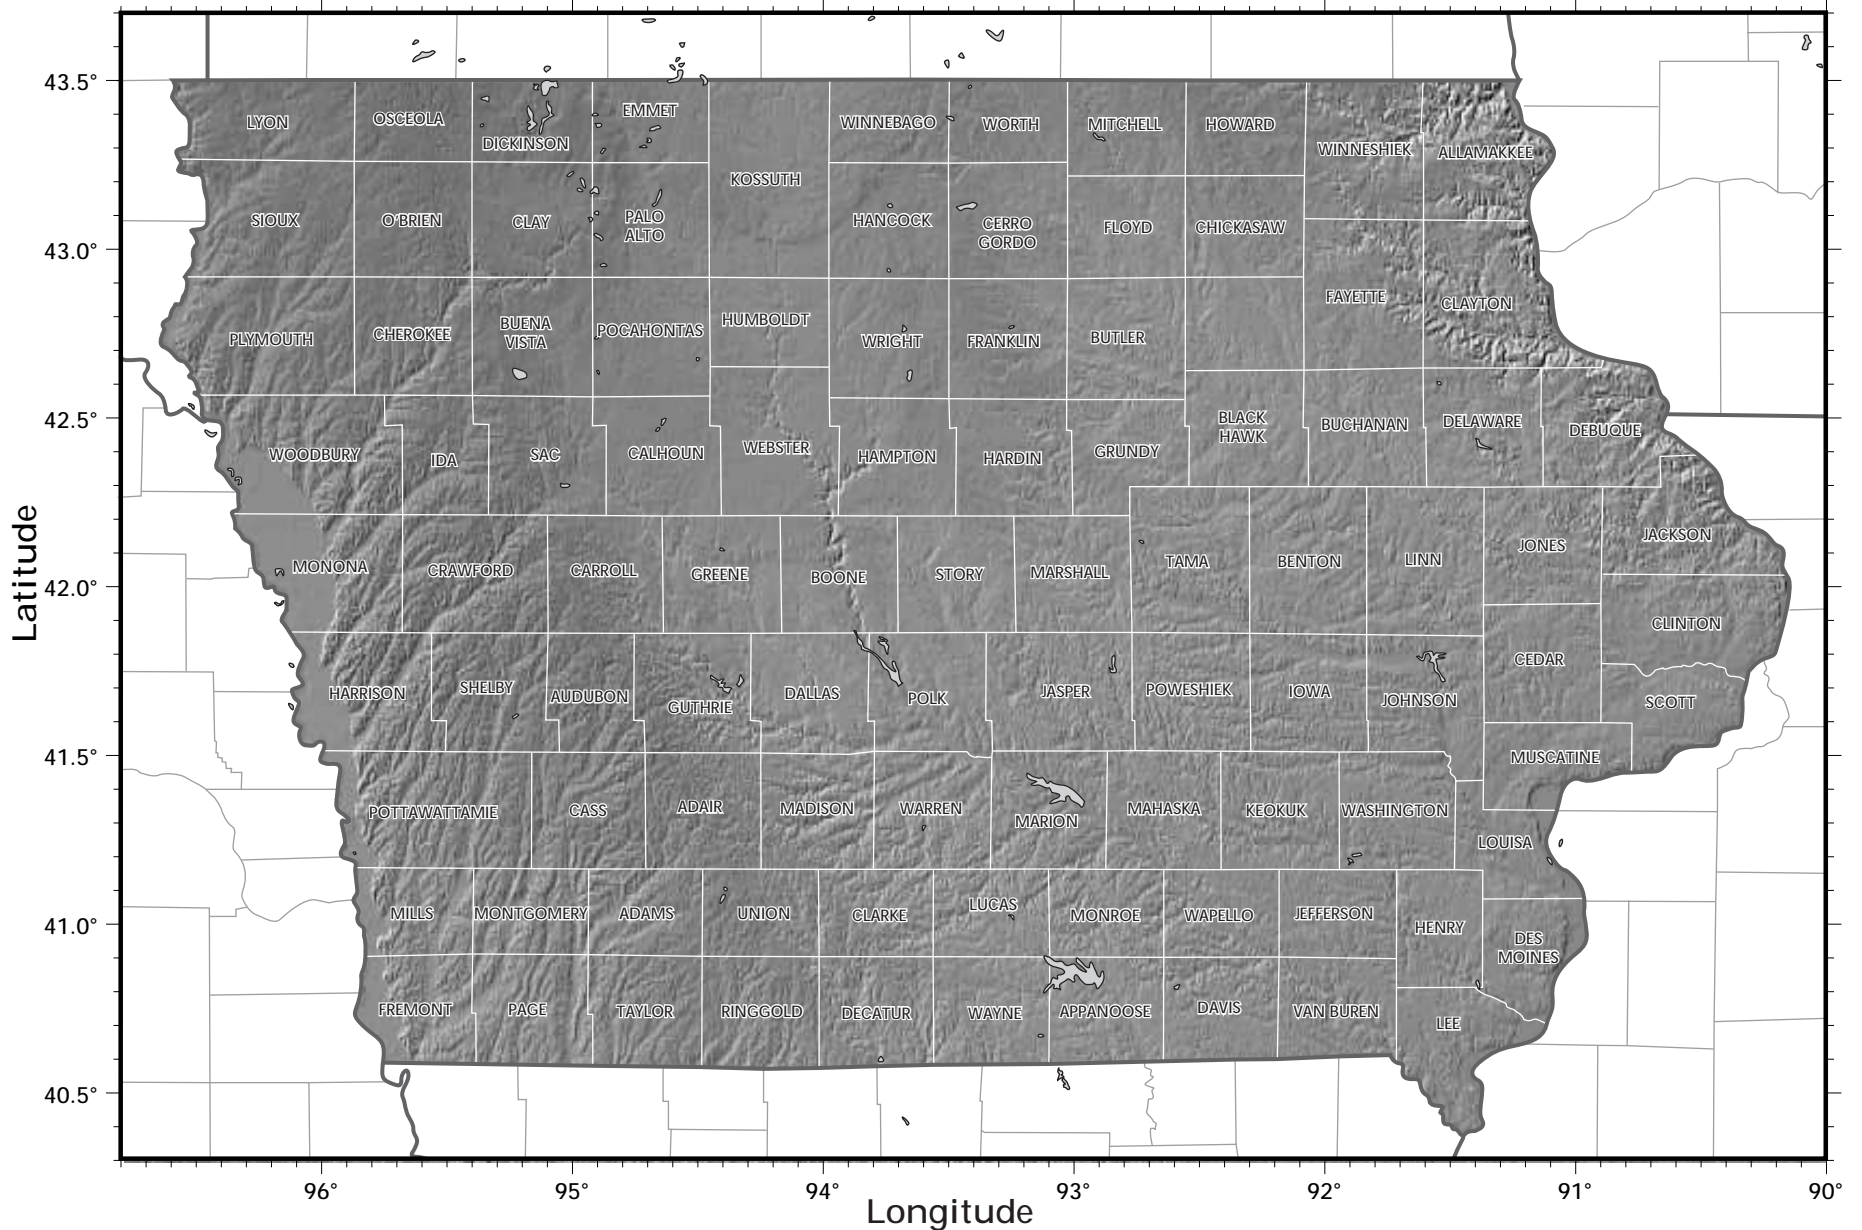 43.5°
43.0°
42.5°
42.0°
41.5°
41.0°
40.5°
Latitude
LYON
OSCEOLA
DICKINSON
EMMET
WINNEBAGO
WORTH
MITCHELL
HOWARD
WINNESHIEK
ALLAMAKKEE
KOSSUTH
SIOUX
O'BRIEN
CLAY
PALO
ALTO
HANCOCK
CERRO
GORDO
FLOYD
CHICKASAW
FAYETTE
CLAYTON
PLYMOUTH
CHEROKEE
BUENA
VISTA
POCAHONTAS
HUMBOLDT
WRIGHT
FRANKLIN
BUTLER
WOODBURY
IDA
SAC
CALHOUN
WEBSTER
HAMPTON
HARDIN
GRUNDY
BLACK
HAWK
BUCHANAN
DELAWARE
DEBUQUE
MONONA
CRAWFORD
CARROLL
GREENE
BOONE
STORY
MARSHALL
TAMA
BENTON
LINN
JONES
JACKSON
CLINTON
HARRISON
SHELBY
AUDUBON
GUTHRIE
DALLAS
POLK
JASPER
POWESHIEK
IOWA
JOHNSON
CEDAR
SCOTT
MUSCATINE
POTTAWATTAMIE
CASS
ADAIR
MADISON
WARREN
MARION
MAHASKA
KEOKUK
WASHINGTON
LOUISA
MILLS
MONTGOMERY
ADAMS
UNION
CLARKE
LUCAS
MONROE
WAPELLO
JEFFERSON
HENRY
DES
MOINES
FREMONT
PAGE
TAYLOR
RINGGOLD
DECATUR
WAYNE
APPANOOSE
DAVIS
VAN BUREN
LEE
96°
95°
94°
93°
92°
91°
90°
Longitude